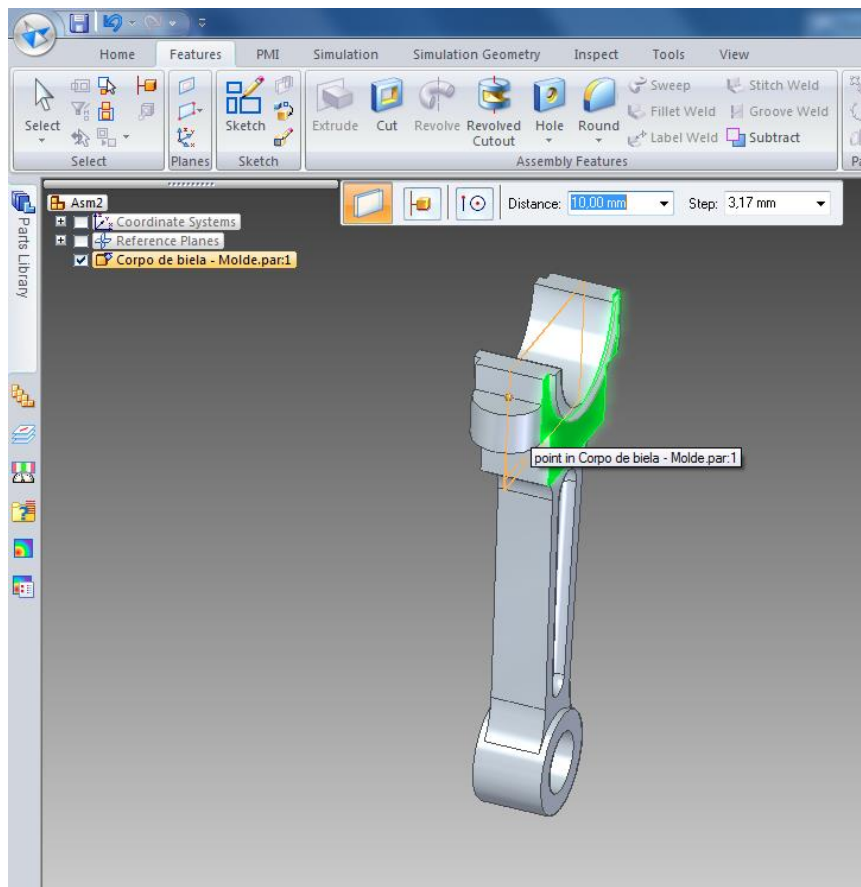 Home Features PMI Simulation Simulation Geometry Inspect Tools View
Select
Sketch
Extrude
Cut
Revolve
Revolved
Cutout
Hole
Round
Sweep
Fillet Weld
Label Weld
Stitch Weld
Groove Weld
Subtract
Select Planes Sketch Assembly Features
Parts Library
Asm2
Coordinate Systems
Reference Planes
Corpo de biela - Molde.par:1
Distance: 10,00 mm Step: 3,17 mm
point in Corpo de biela - Molde.par:1